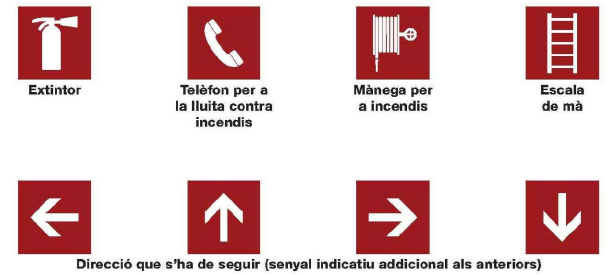 Extintor
Telèfon per a
la lluita contra
incendis
Mànega per
a incendis
Escala
de mà
Direcció que s'ha de seguir (senyal indicatiu addicional als anteriors)